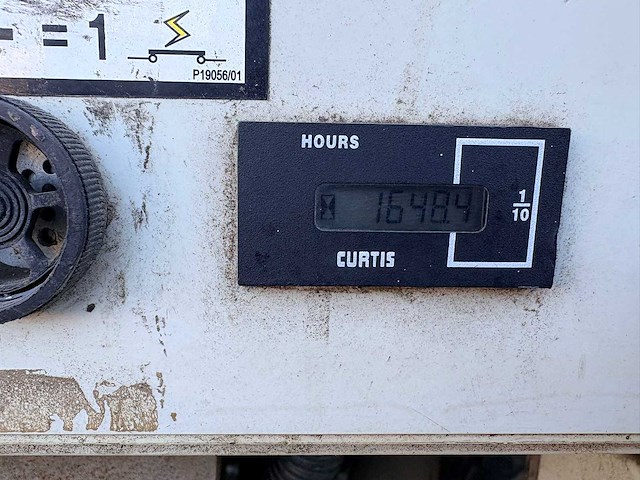 - = 1
P19056/01
HOURS
1648.4
1/10
CURTIS